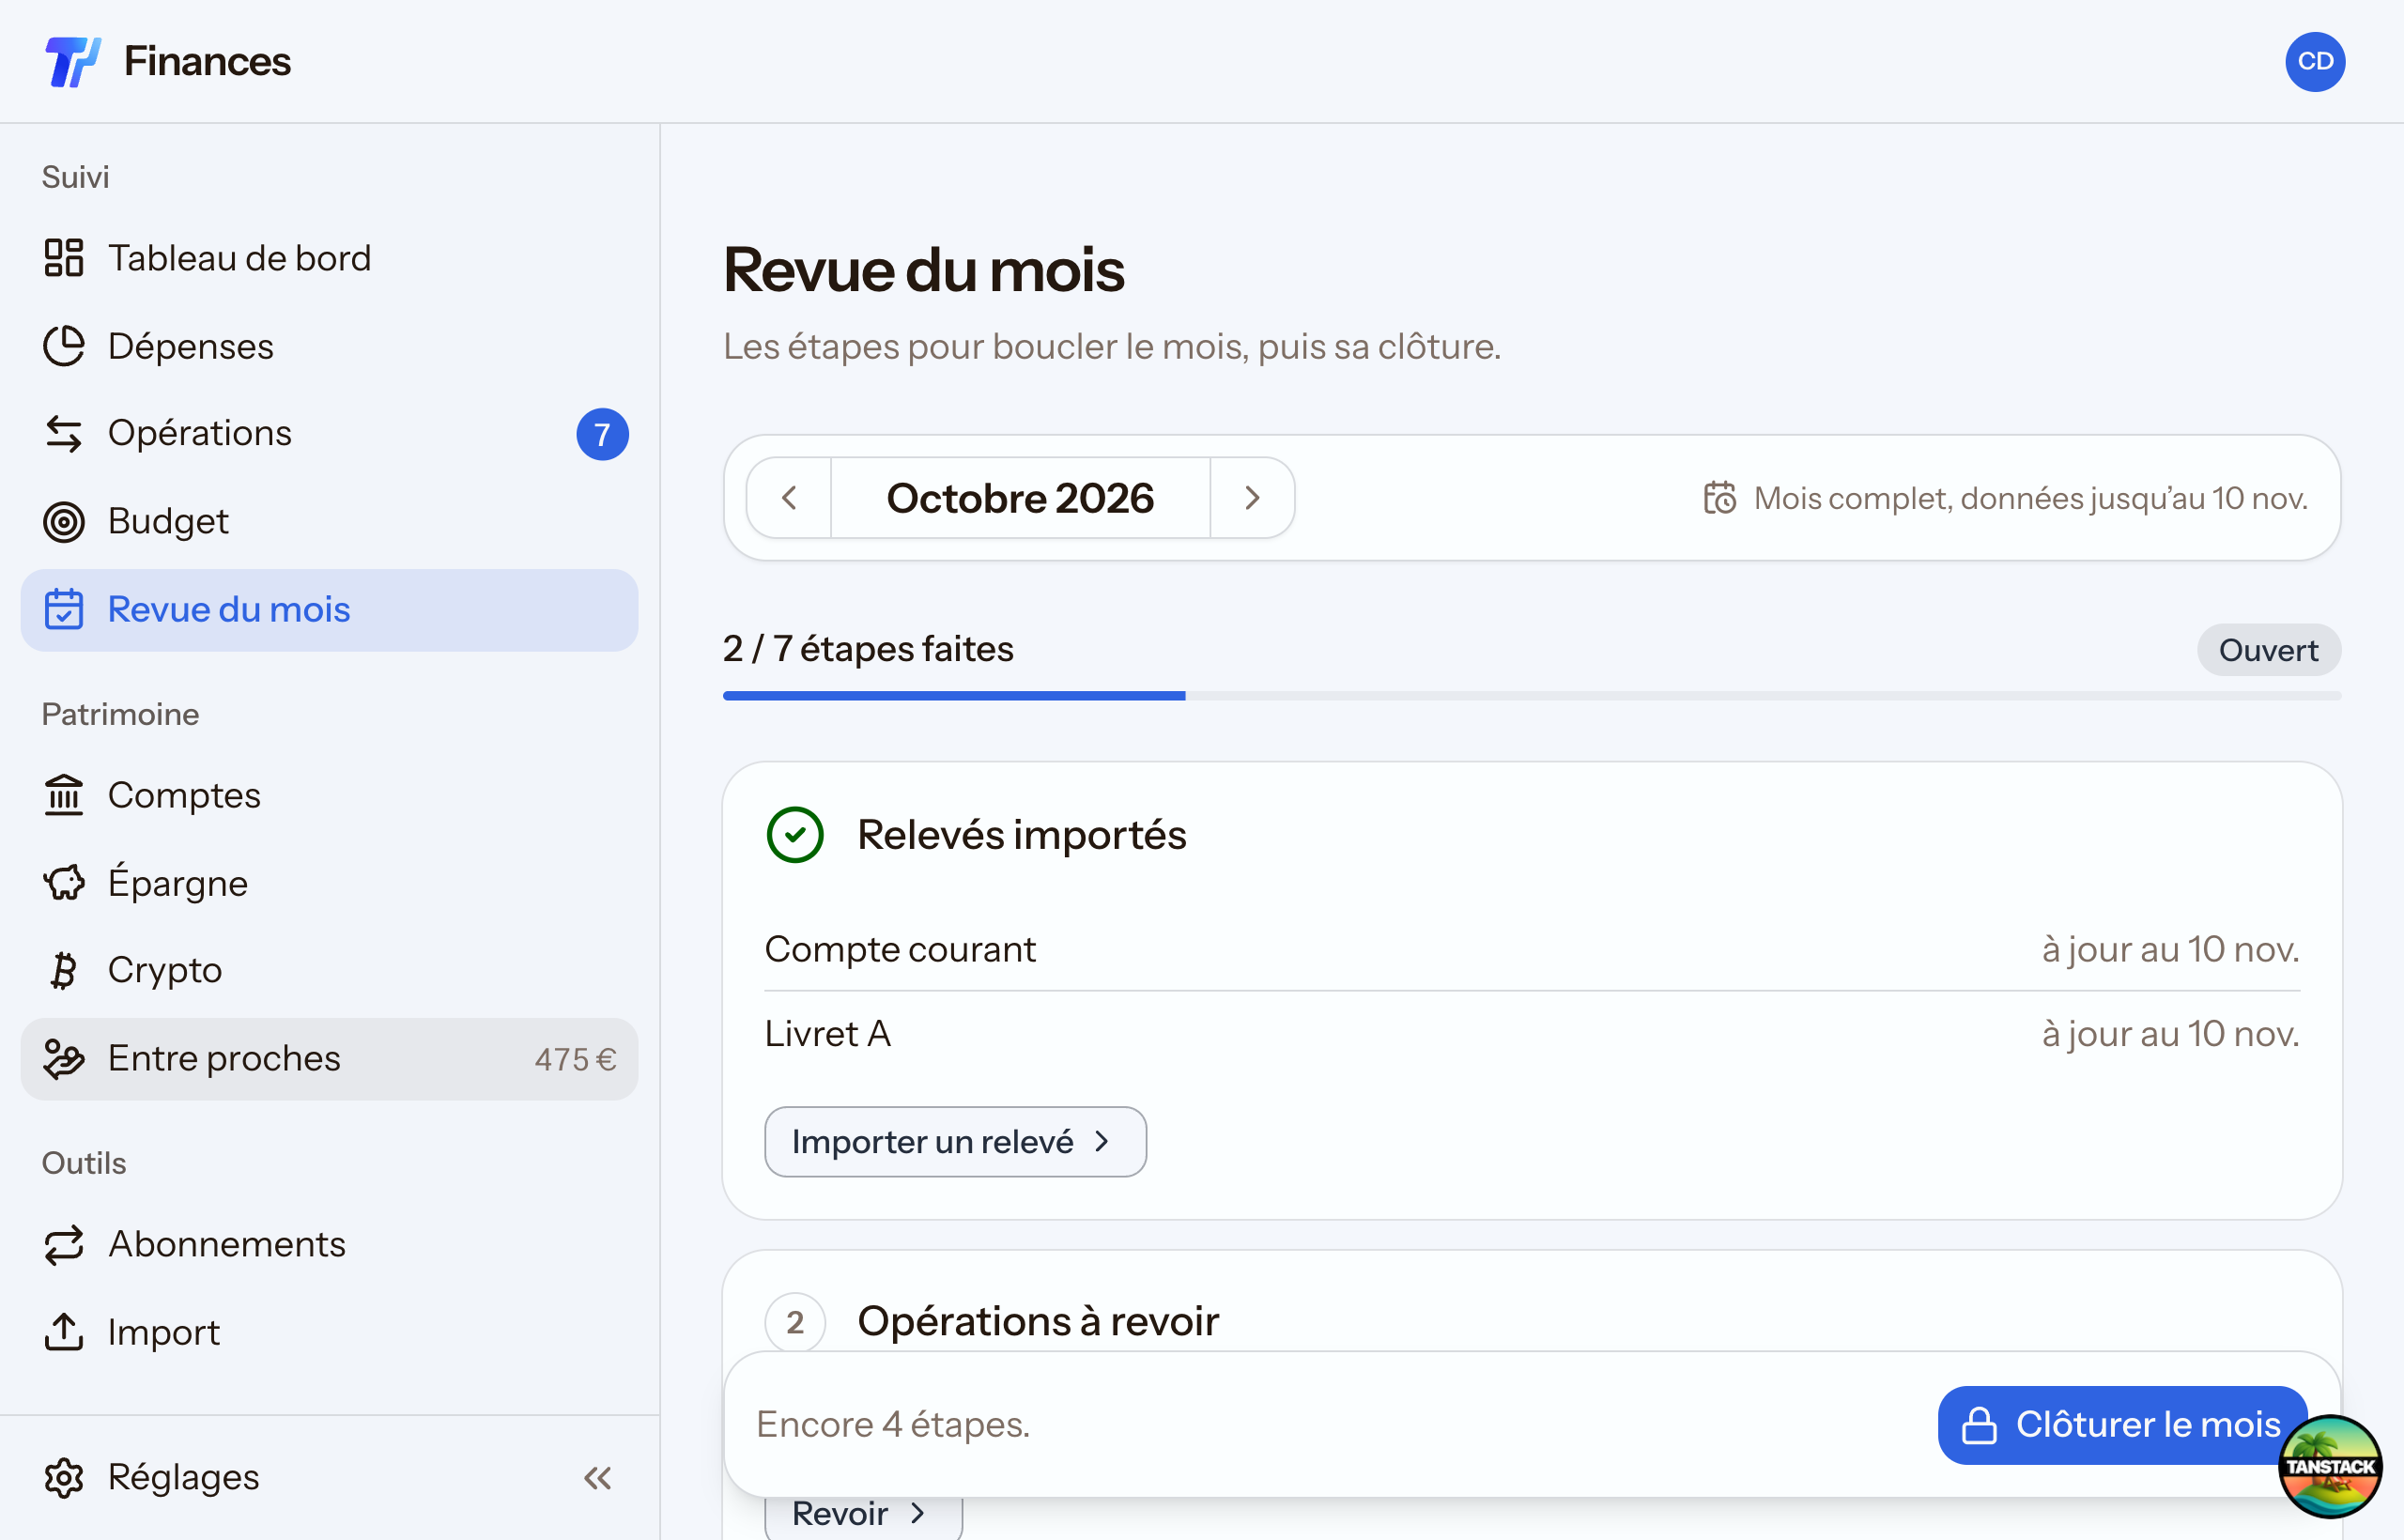 Finances
CD
Suivi
Tableau de bord
Dépenses
Opérations
7
Budget
Revue du mois
Patrimoine
Comptes
Épargne
Crypto
Entre proches
475 €
Outils
Abonnements
Import
Réglages
Revue du mois
Les étapes pour boucler le mois, puis sa clôture.
Octobre 2026
Mois complet, données jusqu’au 10 nov.
2 / 7 étapes faites
Ouvert
Relevés importés
Compte courant
à jour au 10 nov.
Livret A
à jour au 10 nov.
Importer un relevé
2
Opérations à revoir
Encore 4 étapes.
Clôturer le mois
TANSTACK
Revoir